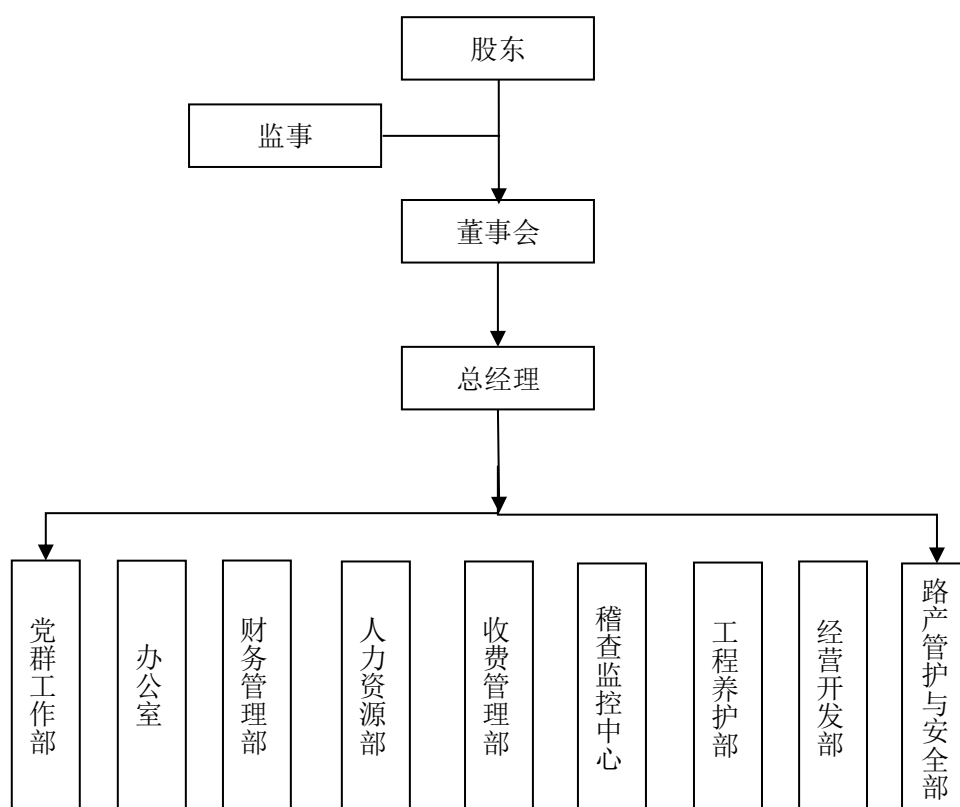 股东
监事
董事会
总经理
党群工作部
办公室
财务管理部
人力资源部
收费管理部
稽查监控中心
工程养护部
经营开发部
路产管护与安全部